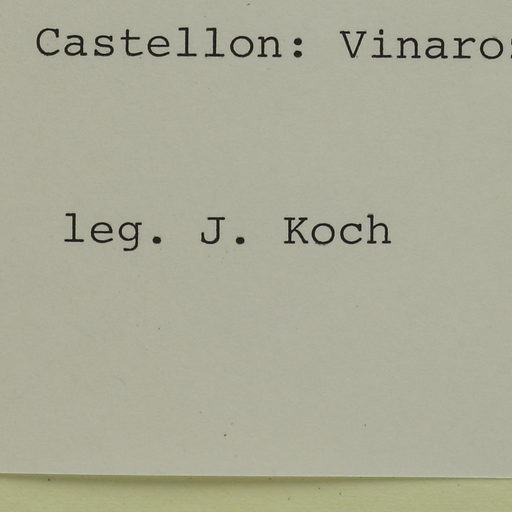 Castellon: Vinaro
leg. J. Koch